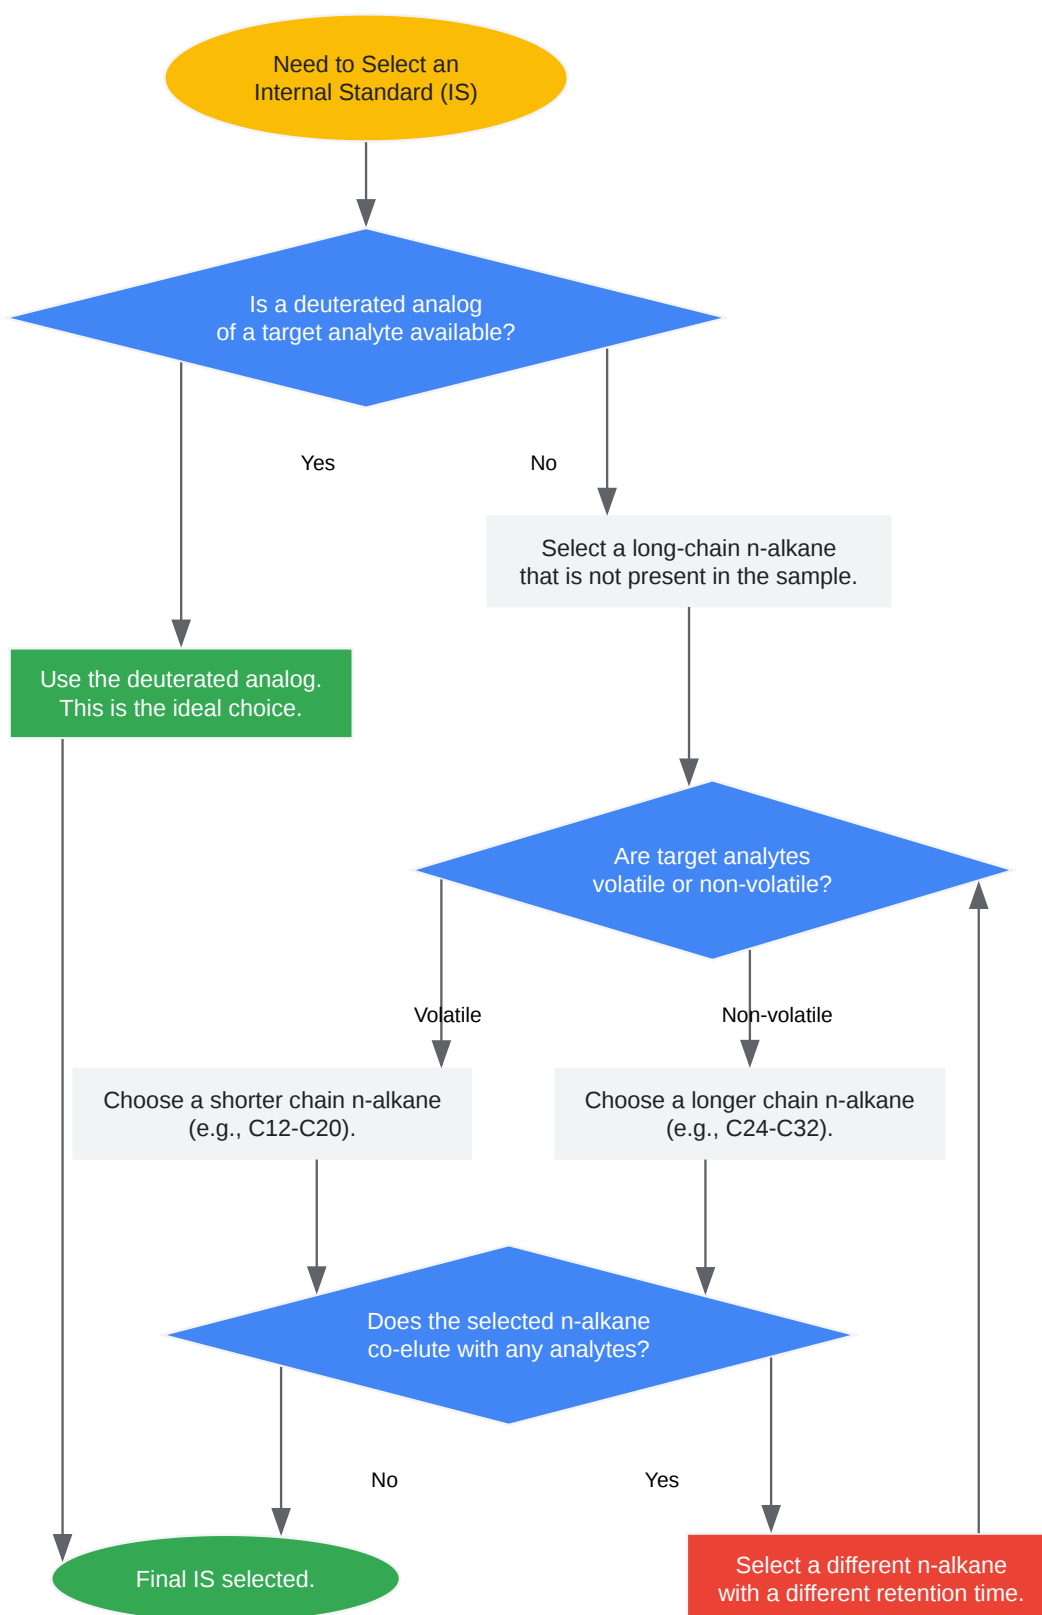 Need to Select an
Internal Standard (IS)
Is a deuterated analog
of a target analyte available?
Yes
No
Select a long-chain n-alkane
that is not present in the sample.
Use the deuterated analog.
This is the ideal choice.
Are target analytes
volatile or non-volatile?
Volatile
Non-volatile
Choose a shorter chain n-alkane
(e.g., C12-C20).
Choose a longer chain n-alkane
(e.g., C24-C32).
Does the selected n-alkane
co-elute with any analytes?
No
Yes
Final IS selected.
Select a different n-alkane
with a different retention time.